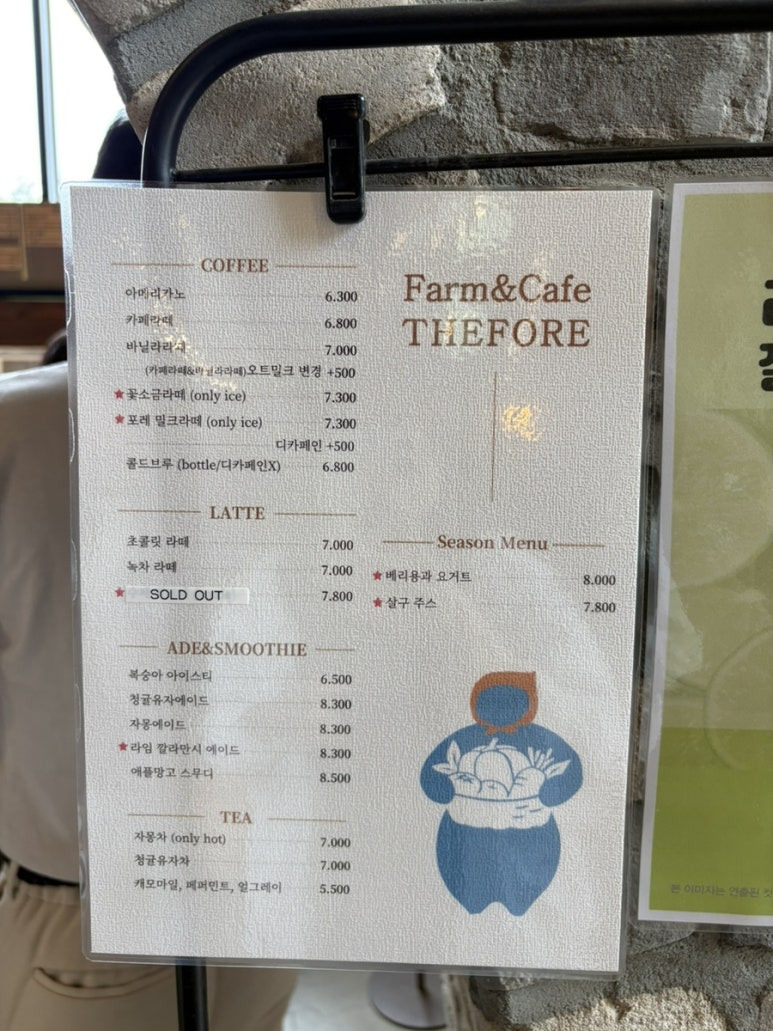 COFFEE
아메리카노 6.300
카페라떼 6.800
바닐라라떼 7.000
(카페라떼&바닐라라떼)오트밀크 변경 +500
★꽃소금라떼 (only ice) 7.300
★포레 밀크라떼 (only ice) 7.300
디카페인 +500
콜드브루 (bottle/디카페인X) 6.800
LATTE
초콜릿 라떼 7.000
녹차 라떼 7.000
★ SOLD OUT 7.800
ADE&SMOOTHIE
복숭아 아이스티 6.500
청귤유자에이드 8.300
자몽에이드 8.300
★라임 깔라만시 에이드 8.300
애플망고 스무디 8.500
TEA
자몽차 (only hot) 7.000
청귤유자차 7.000
캐모마일, 페퍼민트, 얼그레이 5.500
Farm&Cafe
THEFORE
Season Menu
★베리용과 요거트 8.000
★살구 주스 7.800
본 이미지는 연출된